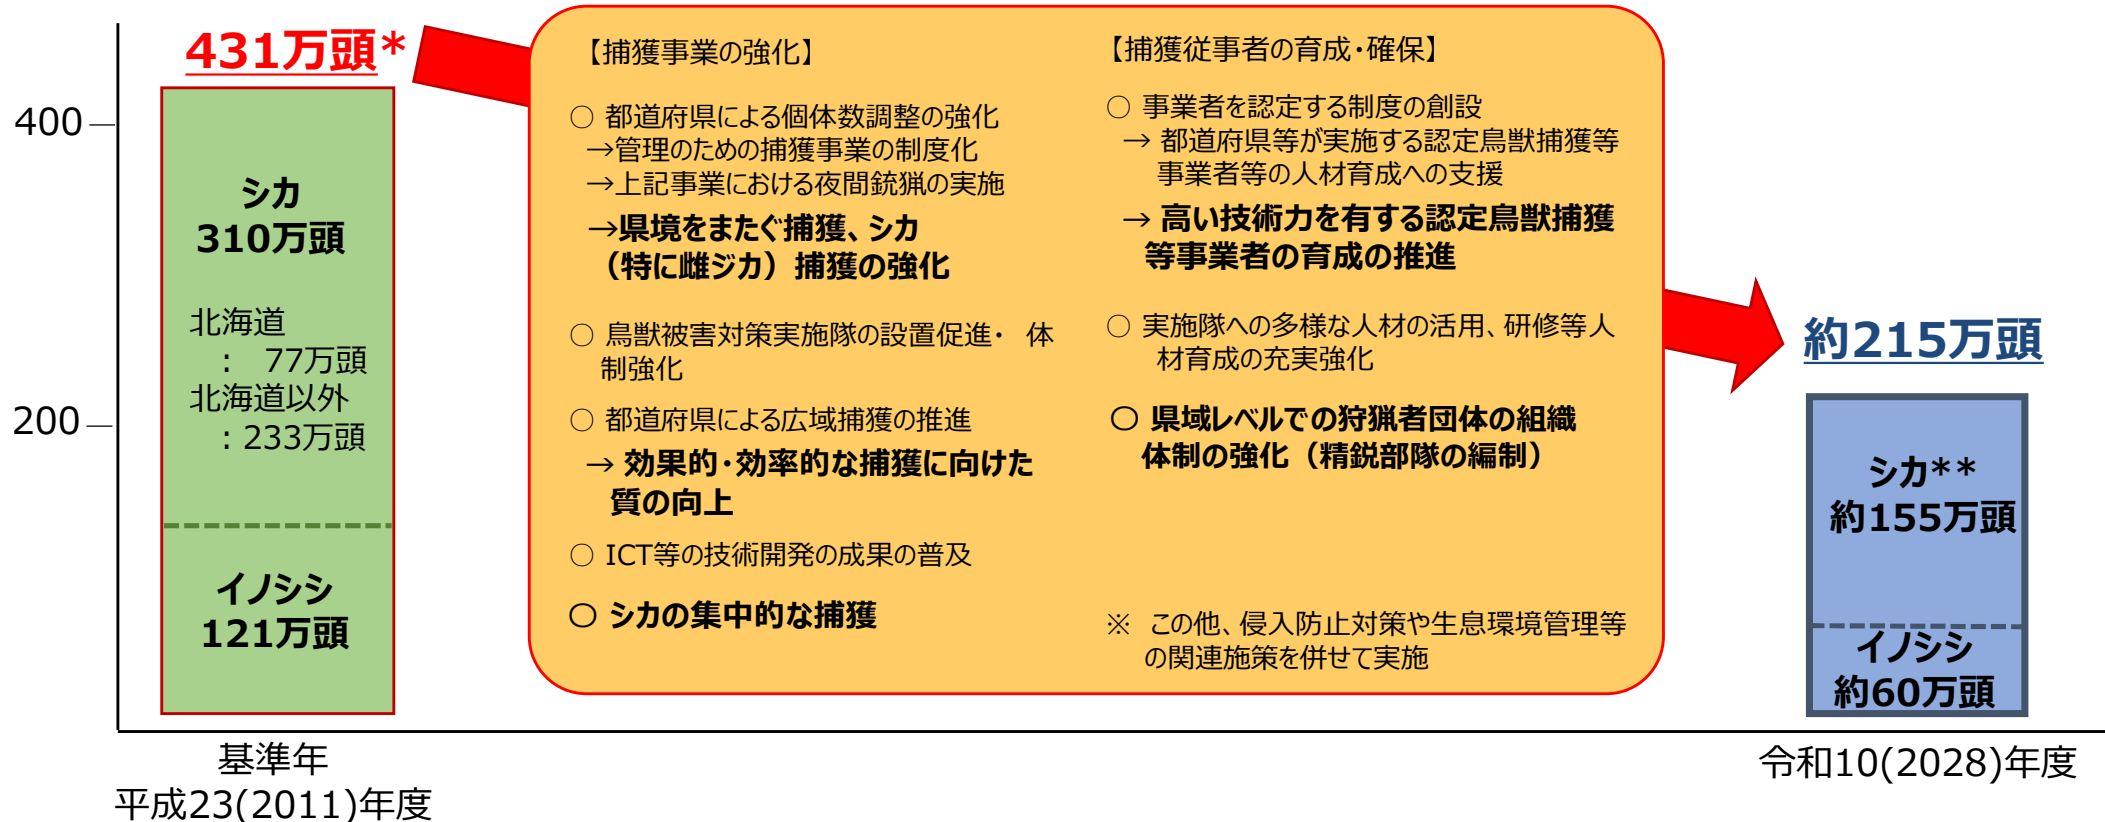 431万頭*
400
シカ
310万頭
北海道
： 77万頭
北海道以外
：233万頭
200
イノシシ
121万頭
基準年
平成23(2011)年度
【捕獲事業の強化】
○ 都道府県による個体数調整の強化
→管理のための捕獲事業の制度化
→上記事業における夜間銃猟の実施
→県境をまたぐ捕獲、シカ
（特に雌ジカ）捕獲の強化
○ 鳥獣被害対策実施隊の設置促進・ 体
制強化
○ 都道府県による広域捕獲の推進
→ 効果的・効率的な捕獲に向けた
質の向上
○ ICT等の技術開発の成果の普及
○ シカの集中的な捕獲
【捕獲従事者の育成・確保】
○ 事業者を認定する制度の創設
→ 都道府県等が実施する認定鳥獣捕獲等
事業者等の人材育成への支援
→ 高い技術力を有する認定鳥獣捕獲
等事業者の育成の推進
○ 実施隊への多様な人材の活用、研修等人
材育成の充実強化
○ 県域レベルでの狩猟者団体の組織
体制の強化（精鋭部隊の編制）
※ この他、侵入防止対策や生息環境管理等
の関連施策を併せて実施
約215万頭
シカ**
約155万頭
イノシシ
約60万頭
令和10(2028)年度